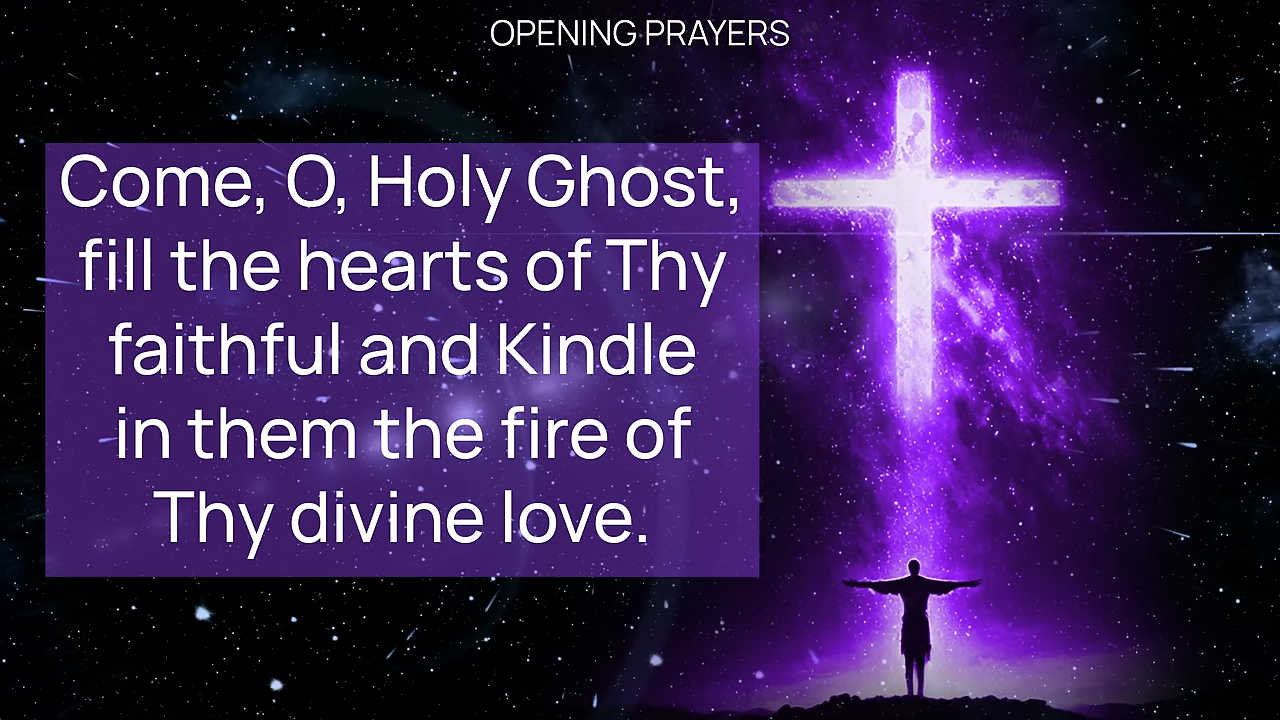 OPENING PRAYERS
Come, O, Holy Ghost,
fill the hearts of Thy
faithful and Kindle
in them the fire of
Thy divine love.